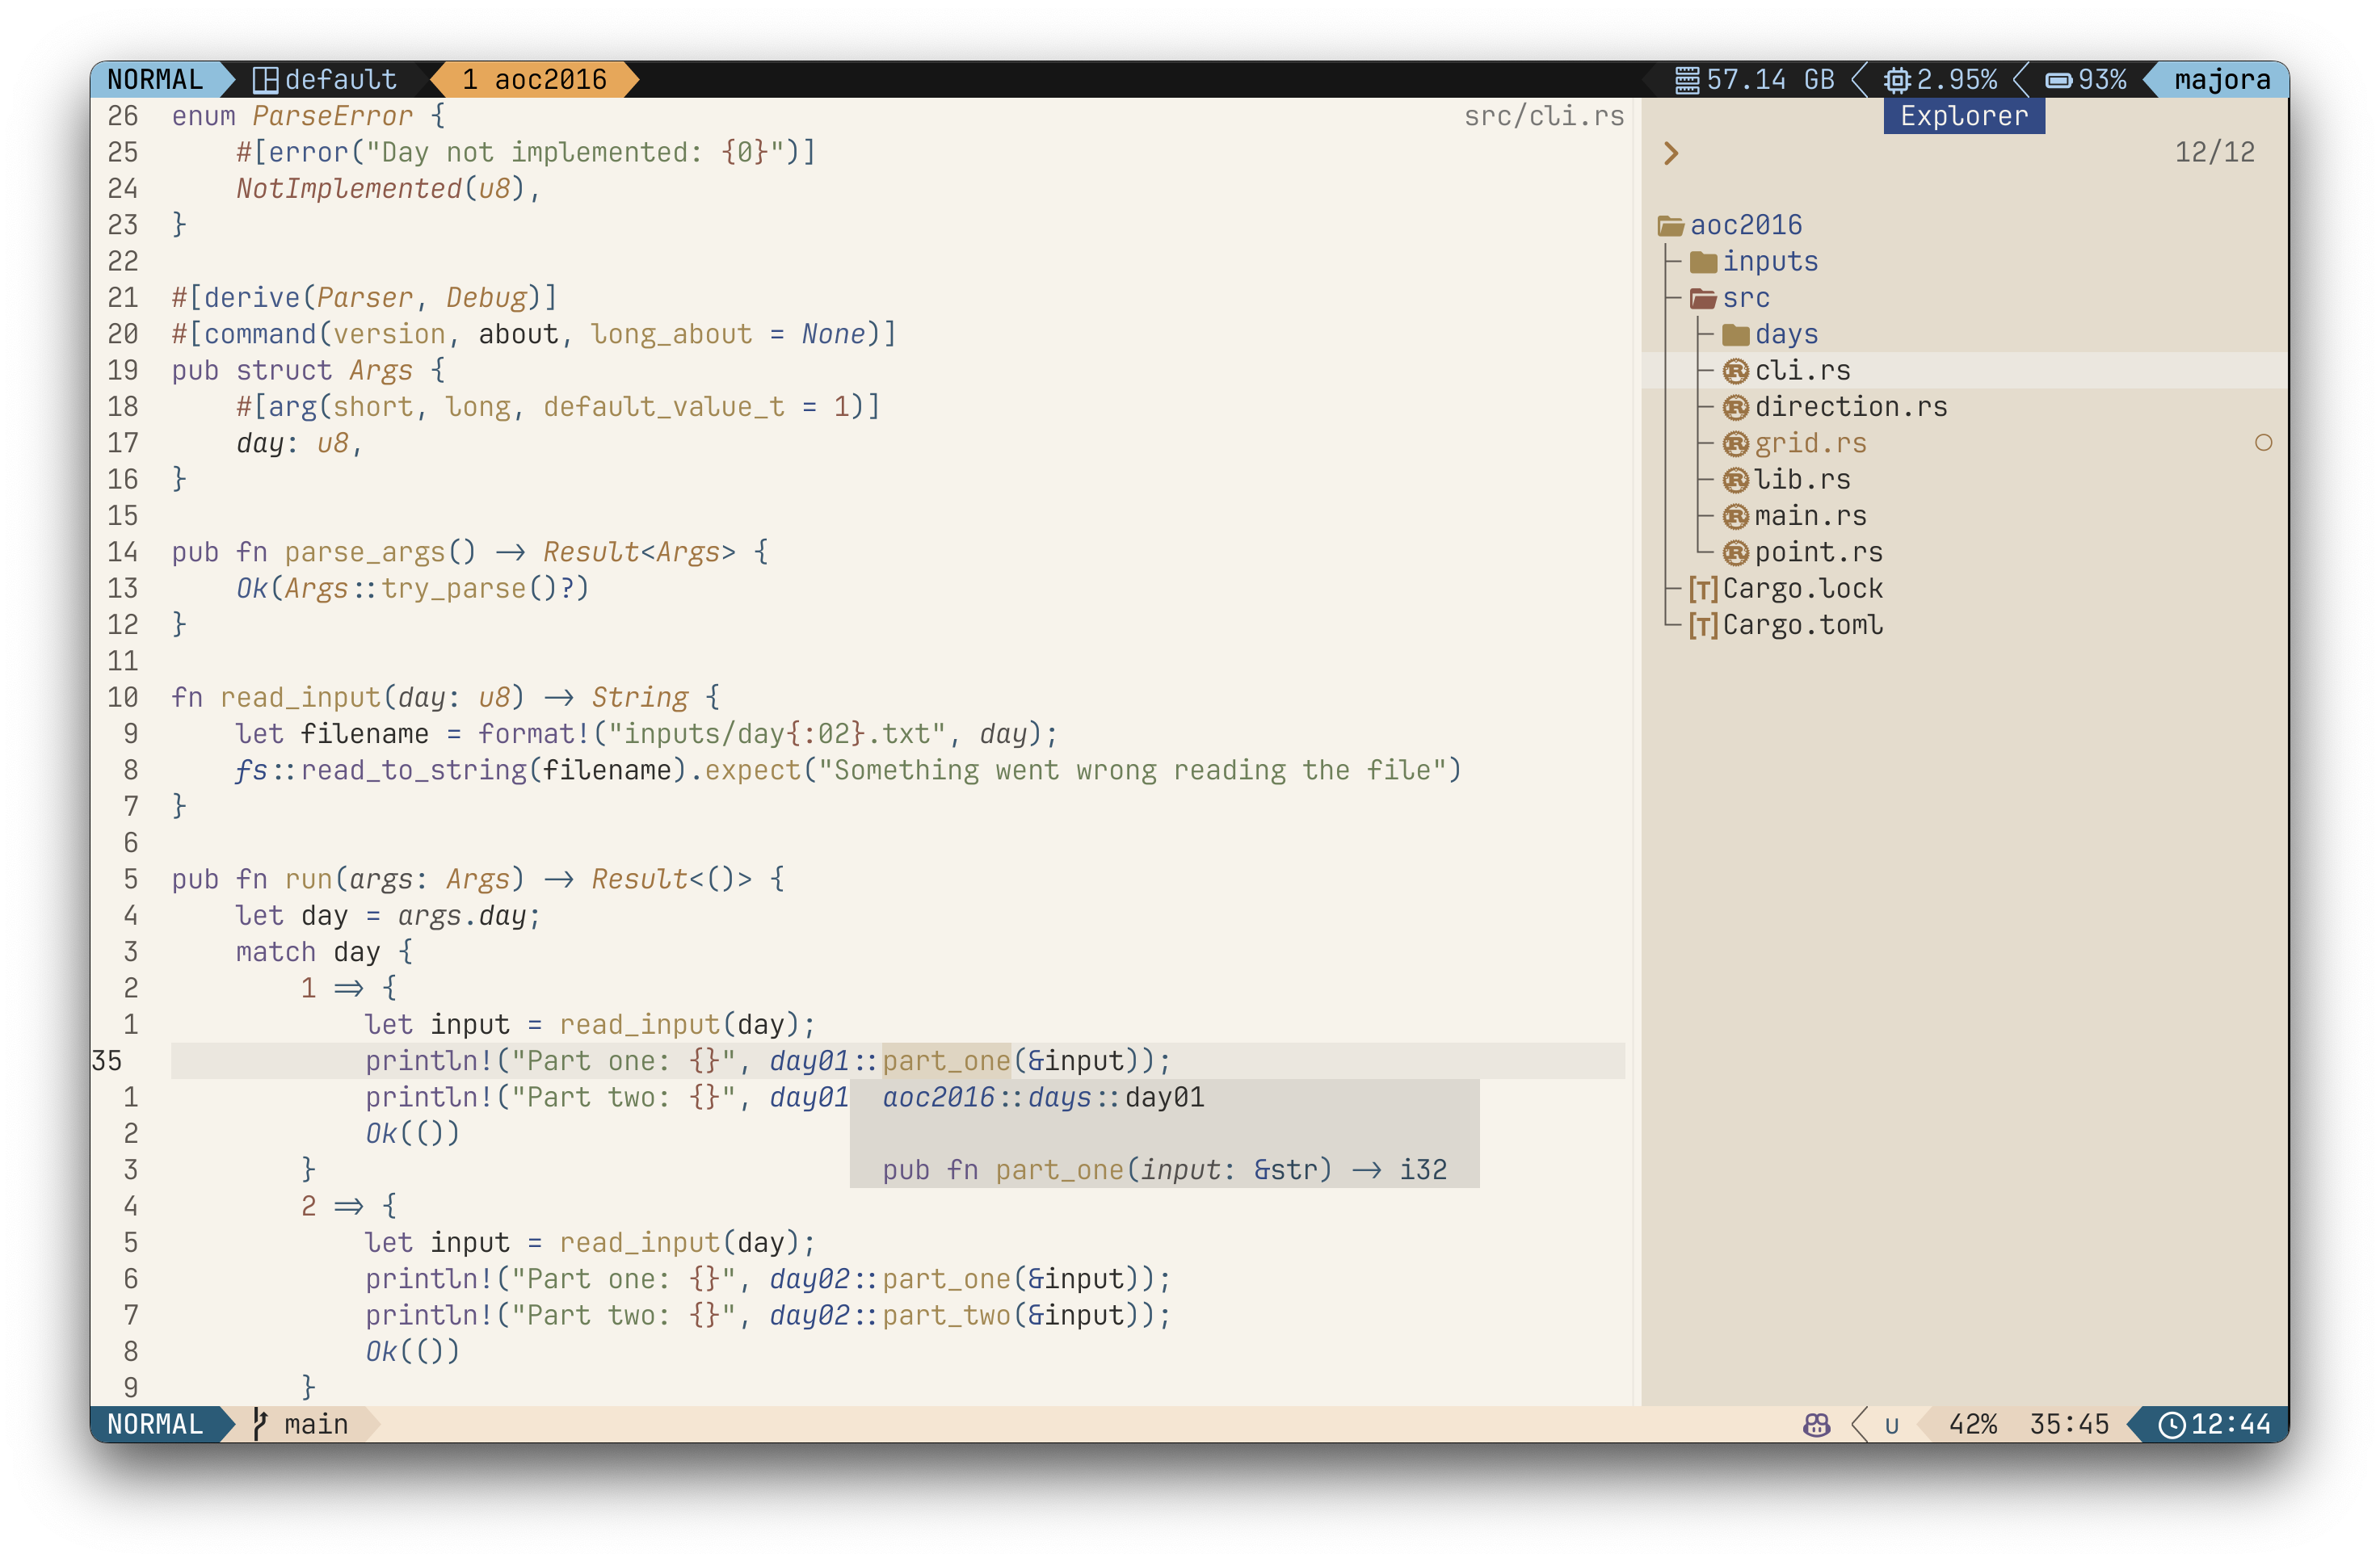 NORMAL default 1 aoc2016 57.14 GB 2.95% 93% majora
src/cli.rs
26 enum ParseError {
25     #[error("Day not implemented: {0}")]
24     NotImplemented(u8),
23 }
22
21 #[derive(Parser, Debug)]
20 #[command(version, about, long_about = None)]
19 pub struct Args {
18     #[arg(short, long, default_value_t = 1)]
17     day: u8,
16 }
15
14 pub fn parse_args() -> Result<Args> {
13     Ok(Args::try_parse()?)
12 }
11
10 fn read_input(day: u8) -> String {
9     let filename = format!("inputs/day{:02}.txt", day);
8     fs::read_to_string(filename).expect("Something went wrong reading the file")
7 }
6
5 pub fn run(args: Args) -> Result<()> {
4     let day = args.day;
3     match day {
2         1 => {
1             let input = read_input(day);
35             println!("Part one: {}", day01::part_one(&input));
1             println!("Part two: {}", day01
2             Ok(())
3         }
4         2 => {
5             let input = read_input(day);
6             println!("Part one: {}", day02::part_one(&input));
7             println!("Part two: {}", day02::part_two(&input));
8             Ok(())
9         }
aoc2016::days::day01
pub fn part_one(input: &str) -> i32
Explorer
12/12
aoc2016
inputs
src
days
cli.rs
direction.rs
grid.rs
lib.rs
main.rs
point.rs
[T] Cargo.lock
[T] Cargo.toml
NORMAL main U 42% 35:45 12:44